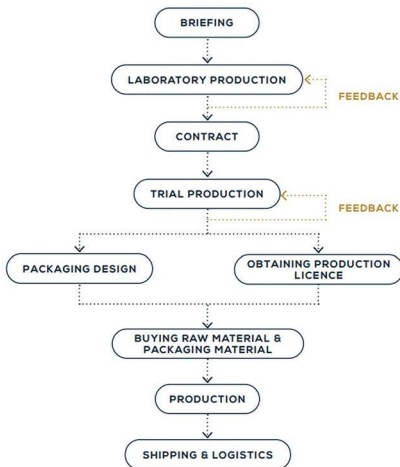 BRIEFING
LABORATORY PRODUCTION
FEEDBACK
CONTRACT
TRIAL PRODUCTION
FEEDBACK
PACKAGING DESIGN
OBTAINING PRODUCTION
LICENCE
BUYING RAW MATERIAL &
PACKAGING MATERIAL
PRODUCTION
SHIPPING & LOGISTICS